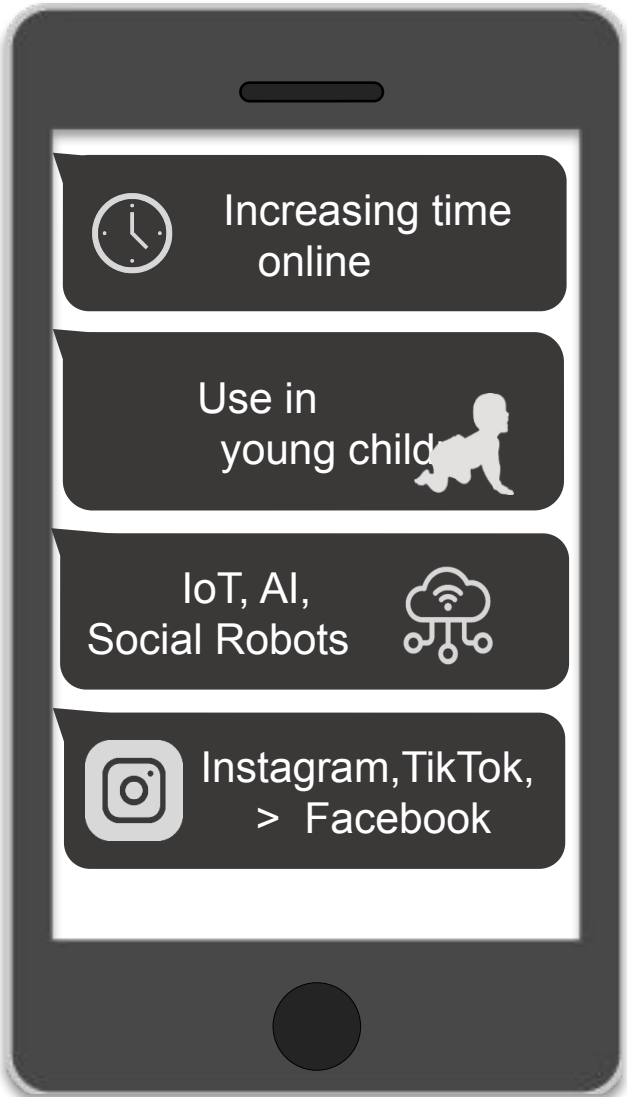 Increasing time
online
Use in
young child
IoT, AI,
Social Robots
Instagram,TikTok,
> Facebook